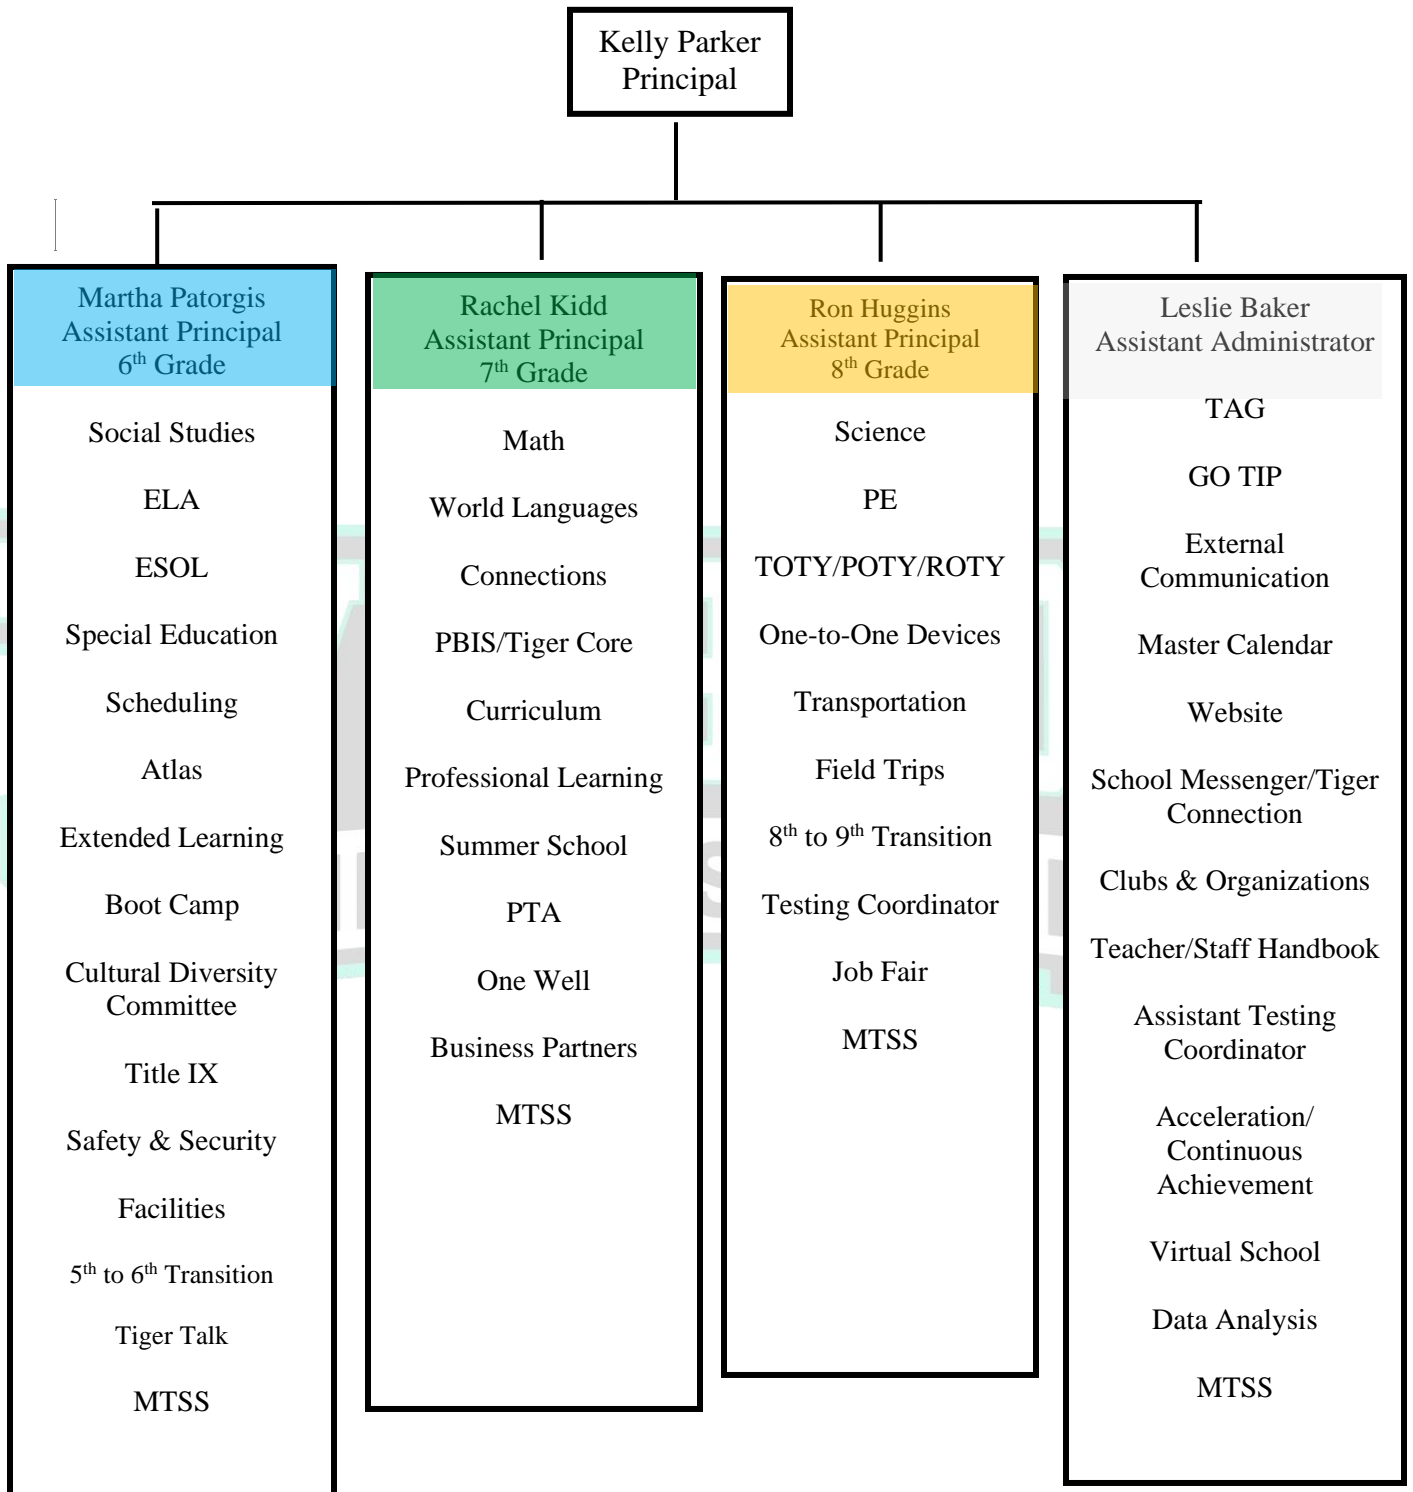 Kelly Parker
Principal
Martha Patorgis
Assistant Principal
6th Grade
Social Studies
ELA
ESOL
Special Education
Scheduling
Atlas
Extended Learning
Boot Camp
Cultural Diversity
Committee
Title IX
Safety & Security
Facilities
5th to 6th Transition
Tiger Talk
MTSS
Rachel Kidd
Assistant Principal
7th Grade
Math
World Languages
Connections
PBIS/Tiger Core
Curriculum
Professional Learning
Summer School
PTA
One Well
Business Partners
MTSS
Ron Huggins
Assistant Principal
8th Grade
Science
PE
TOTY/POTY/ROTY
One-to-One Devices
Transportation
Field Trips
8th to 9th Transition
Testing Coordinator
Job Fair
MTSS
Leslie Baker
Assistant Administrator
TAG
GO TIP
External
Communication
Master Calendar
Website
School Messenger/Tiger
Connection
Clubs & Organizations
Teacher/Staff Handbook
Assistant Testing
Coordinator
Acceleration/
Continuous
Achievement
Virtual School
Data Analysis
MTSS